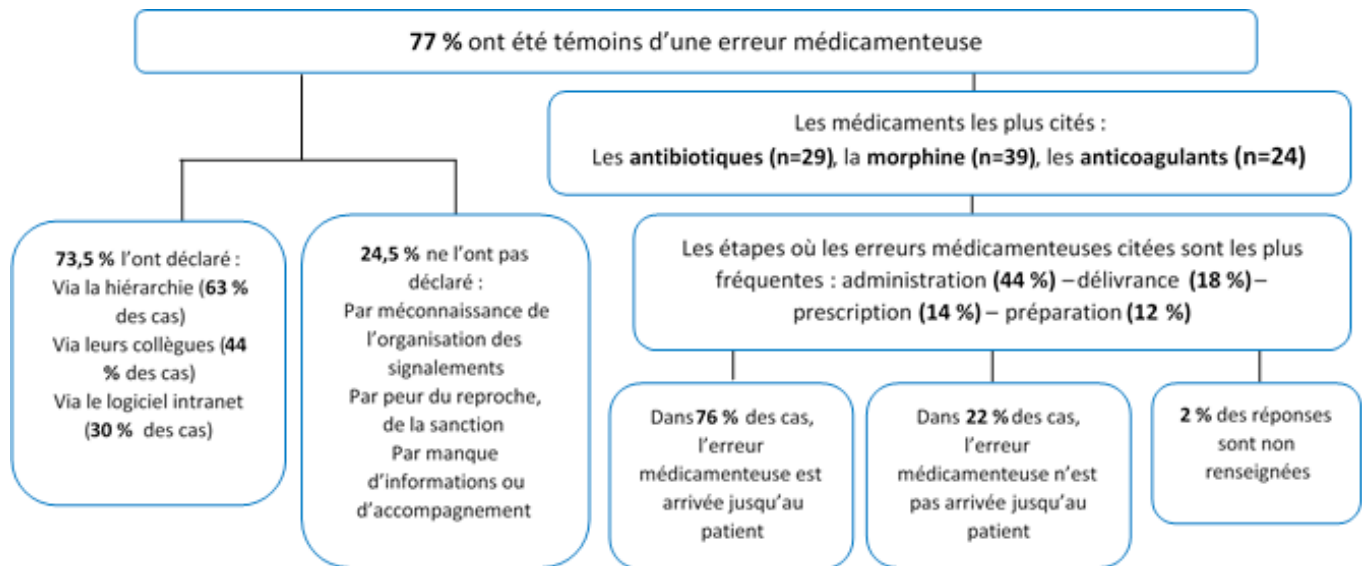 77 % ont été témoins d'une erreur médicamenteuse
Les médicaments les plus cités :
Les antibiotiques (n=29), la morphine (n=39), les anticoagulants (n=24)
73,5 % l'ont déclaré :
Via la hiérarchie (63 %
des cas)
Via leurs collègues (44
% des cas)
Via le logiciel intranet
(30 % des cas)
24,5 % ne l'ont pas
déclaré :
Par méconnaissance de
l'organisation des
signalements
Par peur du reproche,
de la sanction
Par manque
d'informations ou
d'accompagnement
Les étapes où les erreurs médicamenteuses citées sont les plus
fréquentes : administration (44 %) – délivrance (18 %) –
prescription (14 %) – préparation (12 %)
Dans 76 % des cas,
l'erreur
médicamenteuse est
arrivée jusqu'au
patient
Dans 22 % des cas,
l'erreur
médicamenteuse n'est
pas arrivée jusqu'au
patient
2 % des réponses
sont non
renseignées